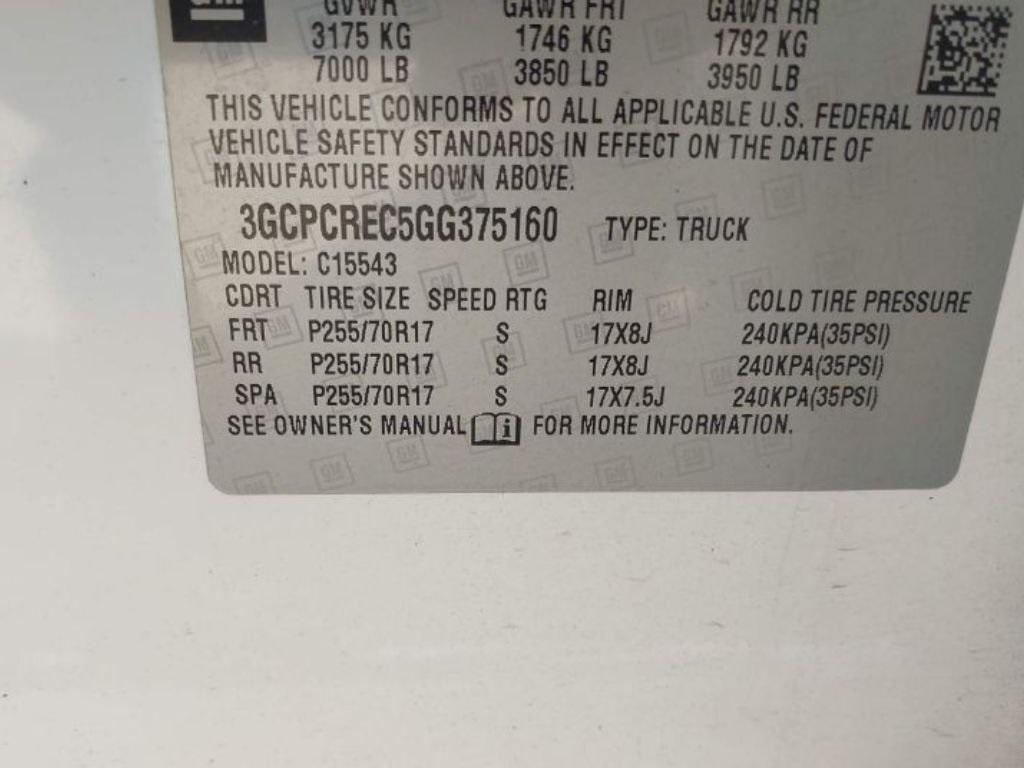 GM
GVWR GAWR FRT GAWR RR
3175 KG 1746 KG 1792 KG
7000 LB 3850 LB 3950 LB
THIS VEHICLE CONFORMS TO ALL APPLICABLE U.S. FEDERAL MOTOR
VEHICLE SAFETY STANDARDS IN EFFECT ON THE DATE OF
MANUFACTURE SHOWN ABOVE.
3GCPCREC5GG375160 TYPE: TRUCK
MODEL: C15543
CDRT TIRE SIZE SPEED RTG RIM COLD TIRE PRESSURE
FRT P255/70R17 S 17X8J 240KPA(35PSI)
RR P255/70R17 S 17X8J 240KPA(35PSI)
SPA P255/70R17 S 17X7.5J 240KPA(35PSI)
SEE OWNER'S MANUAL i FOR MORE INFORMATION.